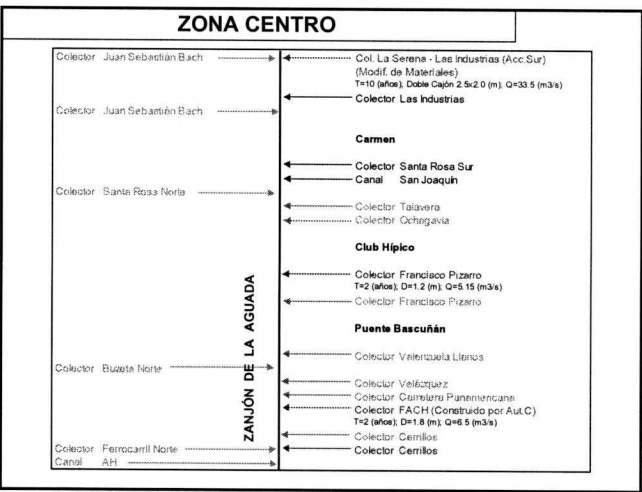 ZONA CENTRO
Colector Juan Sebastián Bach
Col. La Serena - Las Industrias (Acc.Sur)
(Modif. de Materiales)
T=10 (años); Doble Cajón 2.5x2.0 (m); Q=33.5 (m3/s)
Colector Las Industrias
Colector Juan Sebastián Bach
Carmen
Colector Santa Rosa Sur
Canal San Joaquín
Colector Santa Rosa Norte
Colector Talavera
Colector Ochagavia
Club Hípico
Colector Francisco Pizarro
T=2 (años); D=1.2 (m); Q=5.15 (m3/s)
Colector Francisco Pizarro
Puente Bascuñán
Colector Valenzuela Llanos
Colector Buzeta Norte
Colector Velázquez
Colector Carretera Panamericana
Colector FACH (Construido por Aut.C)
T=2 (años); D=1.8 (m); Q=6.5 (m3/s)
Colector Cerrillos
Colector Ferrocarril Norte
Colector Cerrillos
Canal AH
ZANJÓN DE LA AGUADA